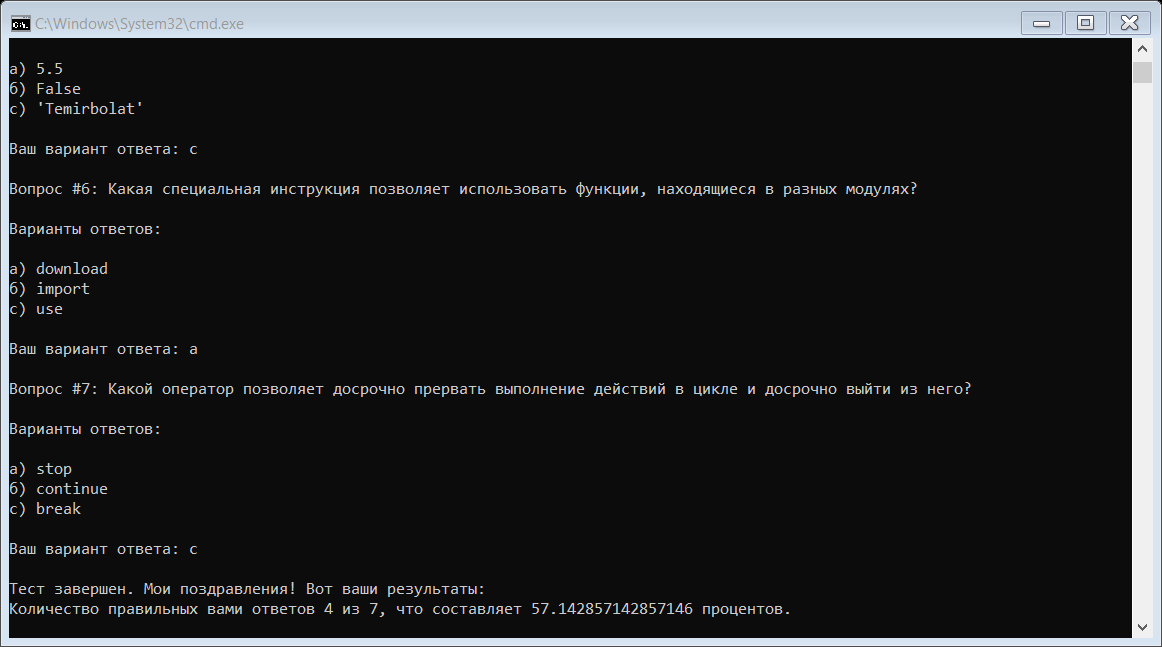 C:\Windows\System32\cmd.exe
а) 5.5
б) False
с) 'Temirbolat'
Ваш вариант ответа: c
Вопрос #6: Какая специальная инструкция позволяет использовать функции, находящиеся в разных модулях?
Варианты ответов:
а) download
б) import
с) use
Ваш вариант ответа: a
Вопрос #7: Какой оператор позволяет досрочно прервать выполнение действий в цикле и досрочно выйти из него?
Варианты ответов:
а) stop
б) continue
с) break
Ваш вариант ответа: c
Тест завершен. Мои поздравления! Вот ваши результаты:
Количество правильных вами ответов 4 из 7, что составляет 57.142857142857146 процентов.